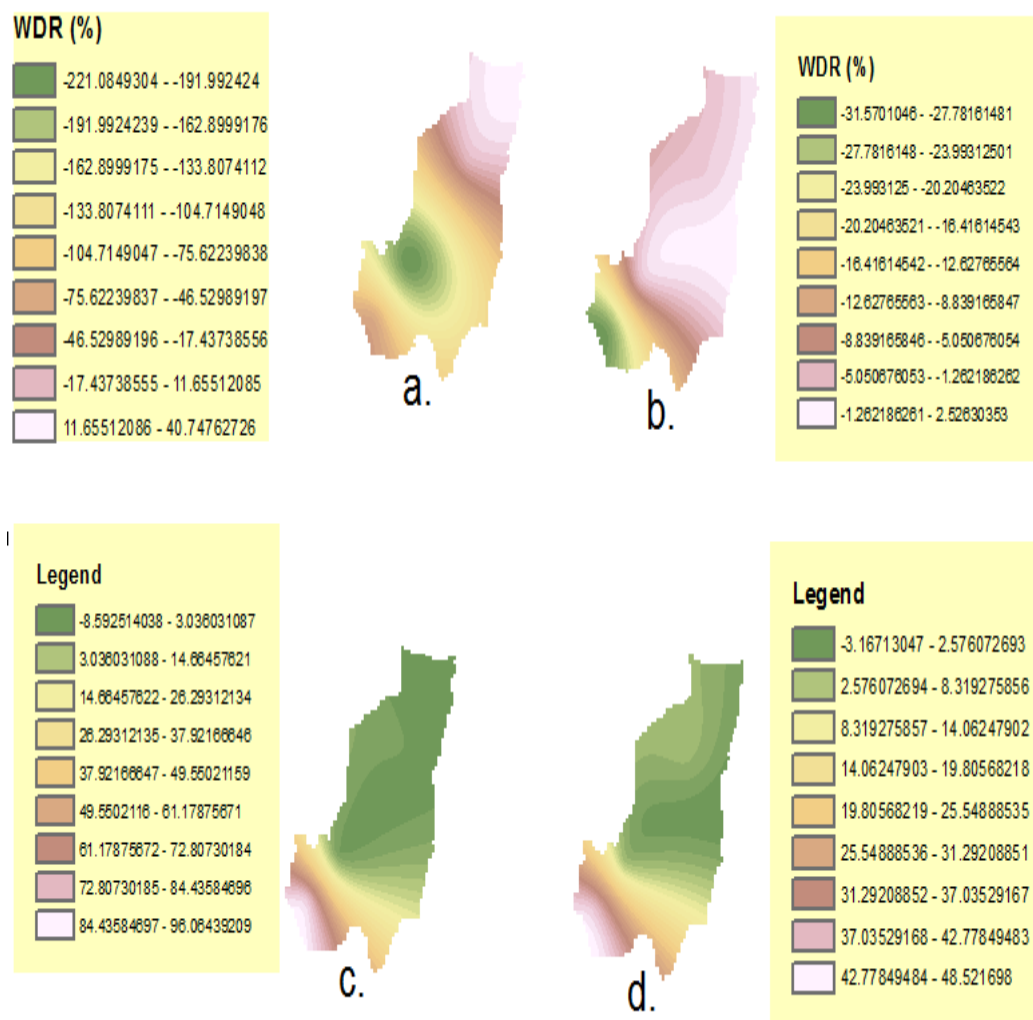 WDR (%)
-221.0849304 - -191.992424
-191.9924239 - -162.8999176
-162.8999175 - -133.8074112
-133.8074111 - -104.7149048
-104.7149047 - -75.62239838
-75.62239837 - -46.52989197
-46.52989196 - -17.43738556
-17.43738555 - 11.65512085
11.65512086 - 40.74762726
a.
b.
WDR (%)
-31.5701046 - -27.78161481
-27.7816148 - -23.99312501
-23.993125 - -20.20463522
-20.20463521 - -16.41614543
-16.41614542 - -12.62765564
-12.62765563 - -8.839165847
-8.839165846 - -5.050676054
-5.050676053 - -1.262186262
-1.262186261 - 2.52630353
Legend
-8.592514038 - 3.036031087
3.036031088 - 14.66457621
14.66457622 - 26.29312134
26.29312135 - 37.92166646
37.92166647 - 49.55021159
49.5502116 - 61.17875671
61.17875672 - 72.80730184
72.80730185 - 84.43584696
84.43584697 - 96.06439209
c.
d.
Legend
-3.16713047 - 2.576072693
2.576072694 - 8.319275856
8.319275857 - 14.06247902
14.06247903 - 19.80568218
19.80568219 - 25.54888535
25.54888536 - 31.29208851
31.29208852 - 37.03529167
37.03529168 - 42.77849483
42.77849484 - 48.521698